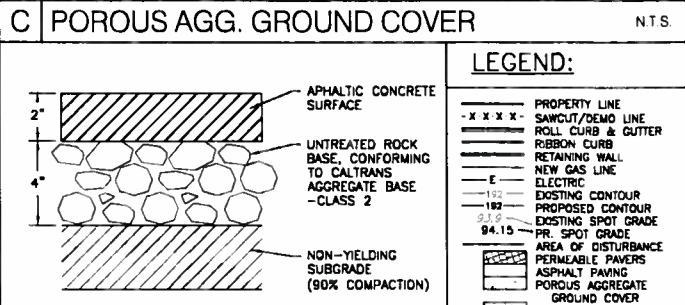 C POROUS AGG. GROUND COVER N.T.S.
2"
4"
APHALTIC CONCRETE
SURFACE
UNTREATED ROCK
BASE, CONFORMING
TO CALTRANS
AGGREGATE BASE
-CLASS 2
NON-YIELDING
SUBGRADE
(90% COMPACTION)
LEGEND:
PROPERTY LINE
-X-X-X-X- SAWCUT/DEMO LINE
ROLL CURB & GUTTER
RIBBON CURB
RETAINING WALL
NEW GAS LINE
E ELECTRIC
192 EXISTING CONTOUR
192 PROPOSED CONTOUR
93.9 EXISTING SPOT GRADE
94.15 PR. SPOT GRADE
AREA OF DISTURBANCE
PERMEABLE PAVERS
ASPHALT PAVING
POROUS AGGREGATE
GROUND COVER